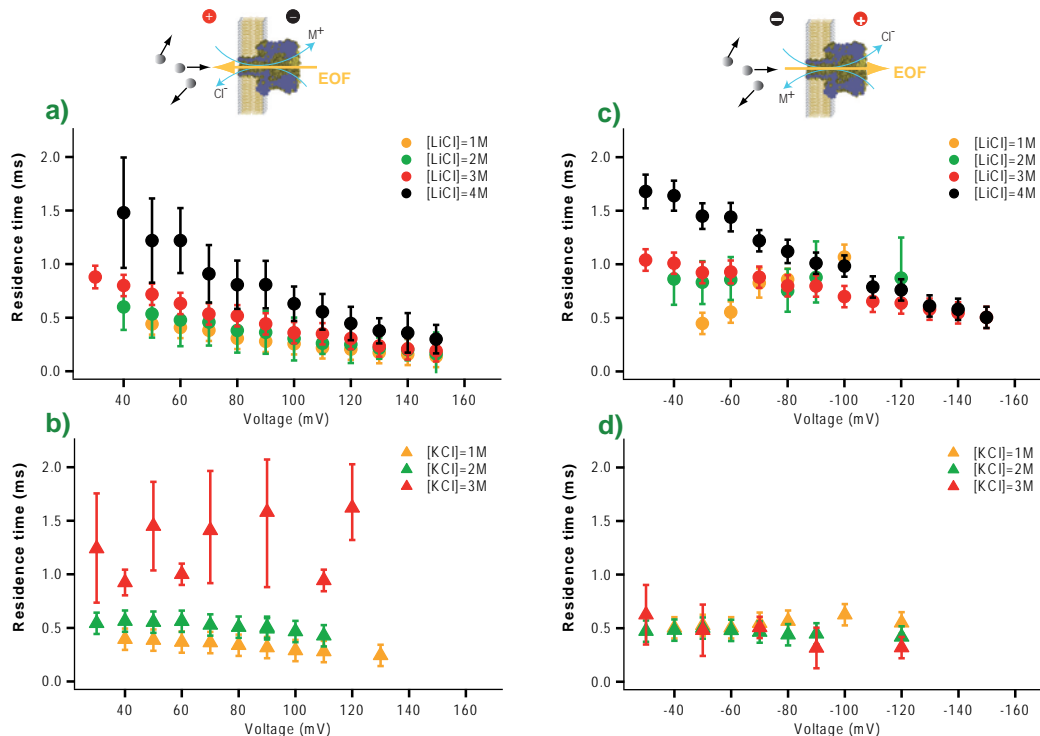 + −
M+
EOF
Cl-
a)
[LiCl]=1M
[LiCl]=2M
[LiCl]=3M
[LiCl]=4M
Residence time (ms)
2.0
1.5
1.0
0.5
0.0
40 60 80 100 120 140 160
Voltage (mV)
b)
[KCl]=1M
[KCl]=2M
[KCl]=3M
Residence time (ms)
2.0
1.5
1.0
0.5
0.0
40 60 80 100 120 140 160
Voltage (mV)
− +
Cl-
EOF
M+
c)
[LiCl]=1M
[LiCl]=2M
[LiCl]=3M
[LiCl]=4M
Residence time (ms)
2.0
1.5
1.0
0.5
0.0
-40 -60 -80 -100 -120 -140 -160
Voltage (mV)
d)
[KCl]=1M
[KCl]=2M
[KCl]=3M
Residence time (ms)
2.0
1.5
1.0
0.5
0.0
-40 -60 -80 -100 -120 -140 -160
Voltage (mV)